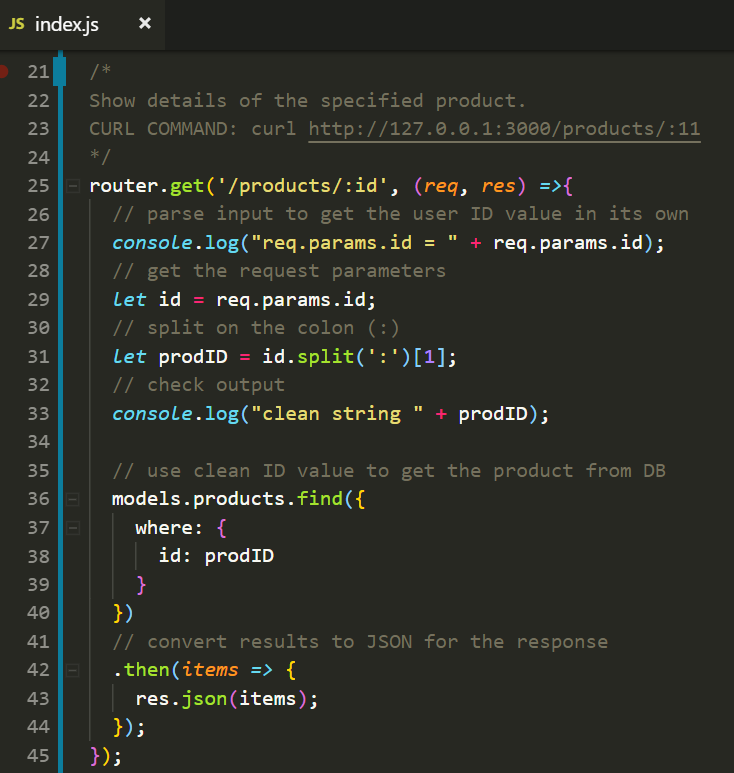 JS index.js ×
21 /*
22 Show details of the specified product.
23 CURL COMMAND: curl http://127.0.0.1:3000/products/:11
24 */
25 router.get('/products/:id', (req, res) =>{
26 // parse input to get the user ID value in its own
27 console.log("req.params.id = " + req.params.id);
28 // get the request parameters
29 let id = req.params.id;
30 // split on the colon (:)
31 let prodID = id.split(':')[1];
32 // check output
33 console.log("clean string " + prodID);
34
35 // use clean ID value to get the product from DB
36 models.products.find({
37 where: {
38 id: prodID
39 }
40 })
41 // convert results to JSON for the response
42 .then(items => {
43 res.json(items);
44 });
45 });